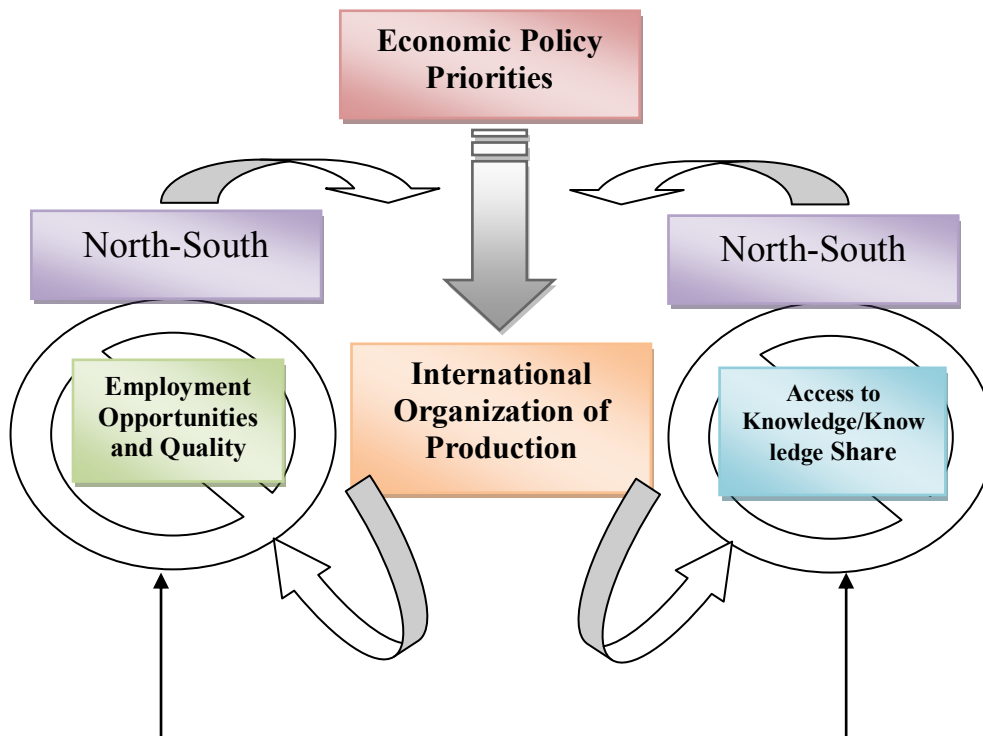 Economic Policy
Priorities
North-South
North-South
Employment
Opportunities
and Quality
International
Organization of
Production
Access to
Knowledge/Know
ledge Share